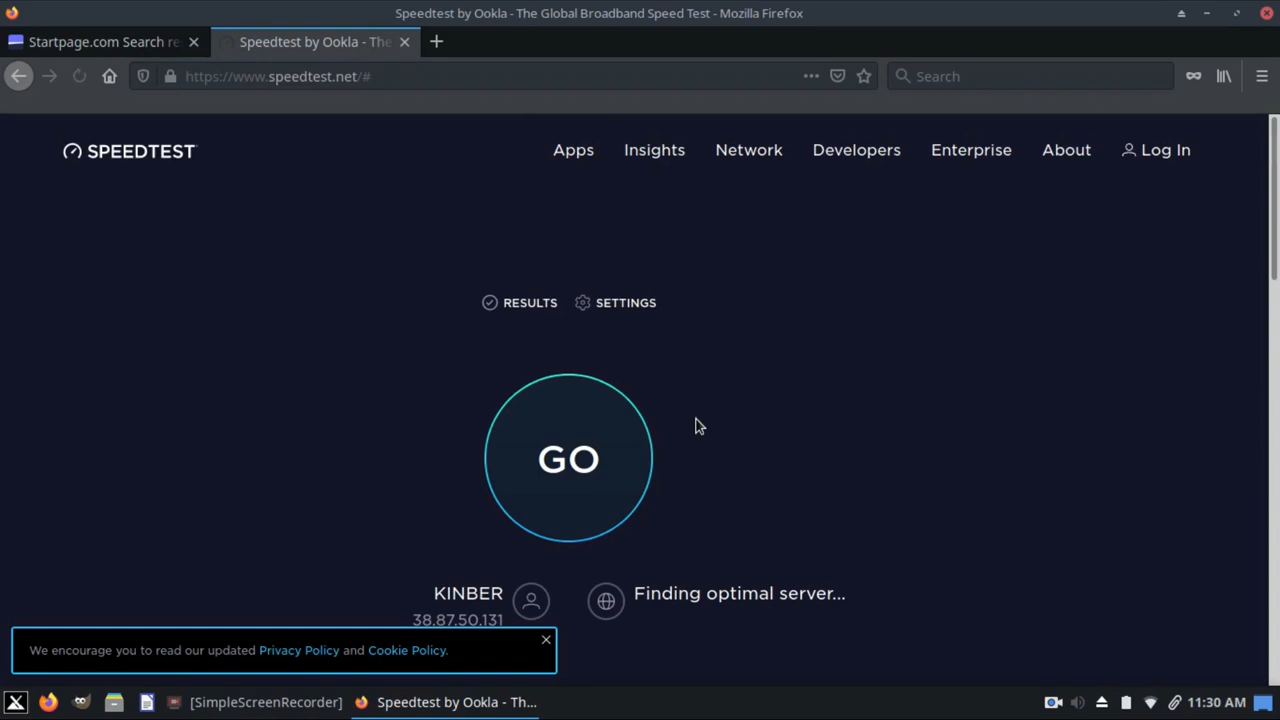 Speedtest by Ookla - The Global Broadband Speed Test - Mozilla Firefox
Startpage.com Search re
Speedtest by Ookla - The
https://www.speedtest.net/#
Search
SPEEDTEST
Apps Insights Network Developers Enterprise About Log In
RESULTS SETTINGS
GO
KINBER
38.87.50.131
Finding optimal server...
We encourage you to read our updated Privacy Policy and Cookie Policy.
[SimpleScreenRecorder]
Speedtest by Ookla - Th...
11:30 AM